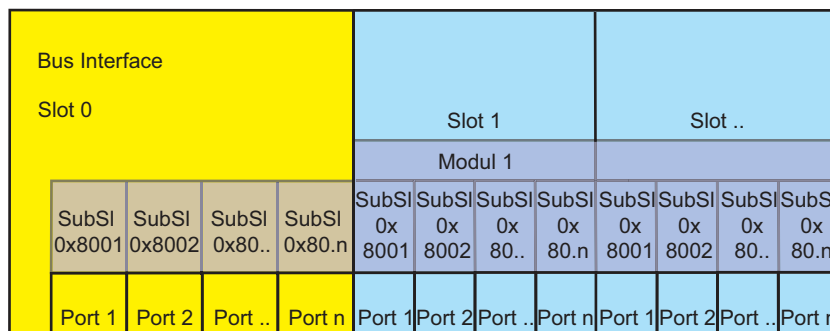 Bus Interface
Slot 0
Slot 1
Slot ..
Modul 1
SubSl
0x8001
SubSl
0x8002
SubSl
0x80..
SubSl
0x80.n
SubSl
0x
8001
SubSl
0x
8002
SubSl
0x
80..
SubSl
0x
80.n
SubSl
0x
8001
SubSl
0x
8002
SubSl
0x
80..
SubSl
0x
80.n
Port 1
Port 2
Port ..
Port n
Port 1
Port 2
Port ..
Port n
Port 1
Port 2
Port ..
Port n